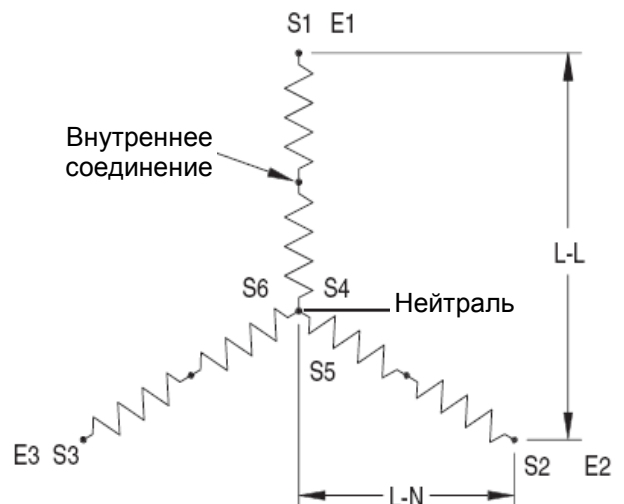 S1 E1
Внутреннее
соединение
L-L
S6 S4
Нейтраль
S5
E3 S3
S2 E2
L-N